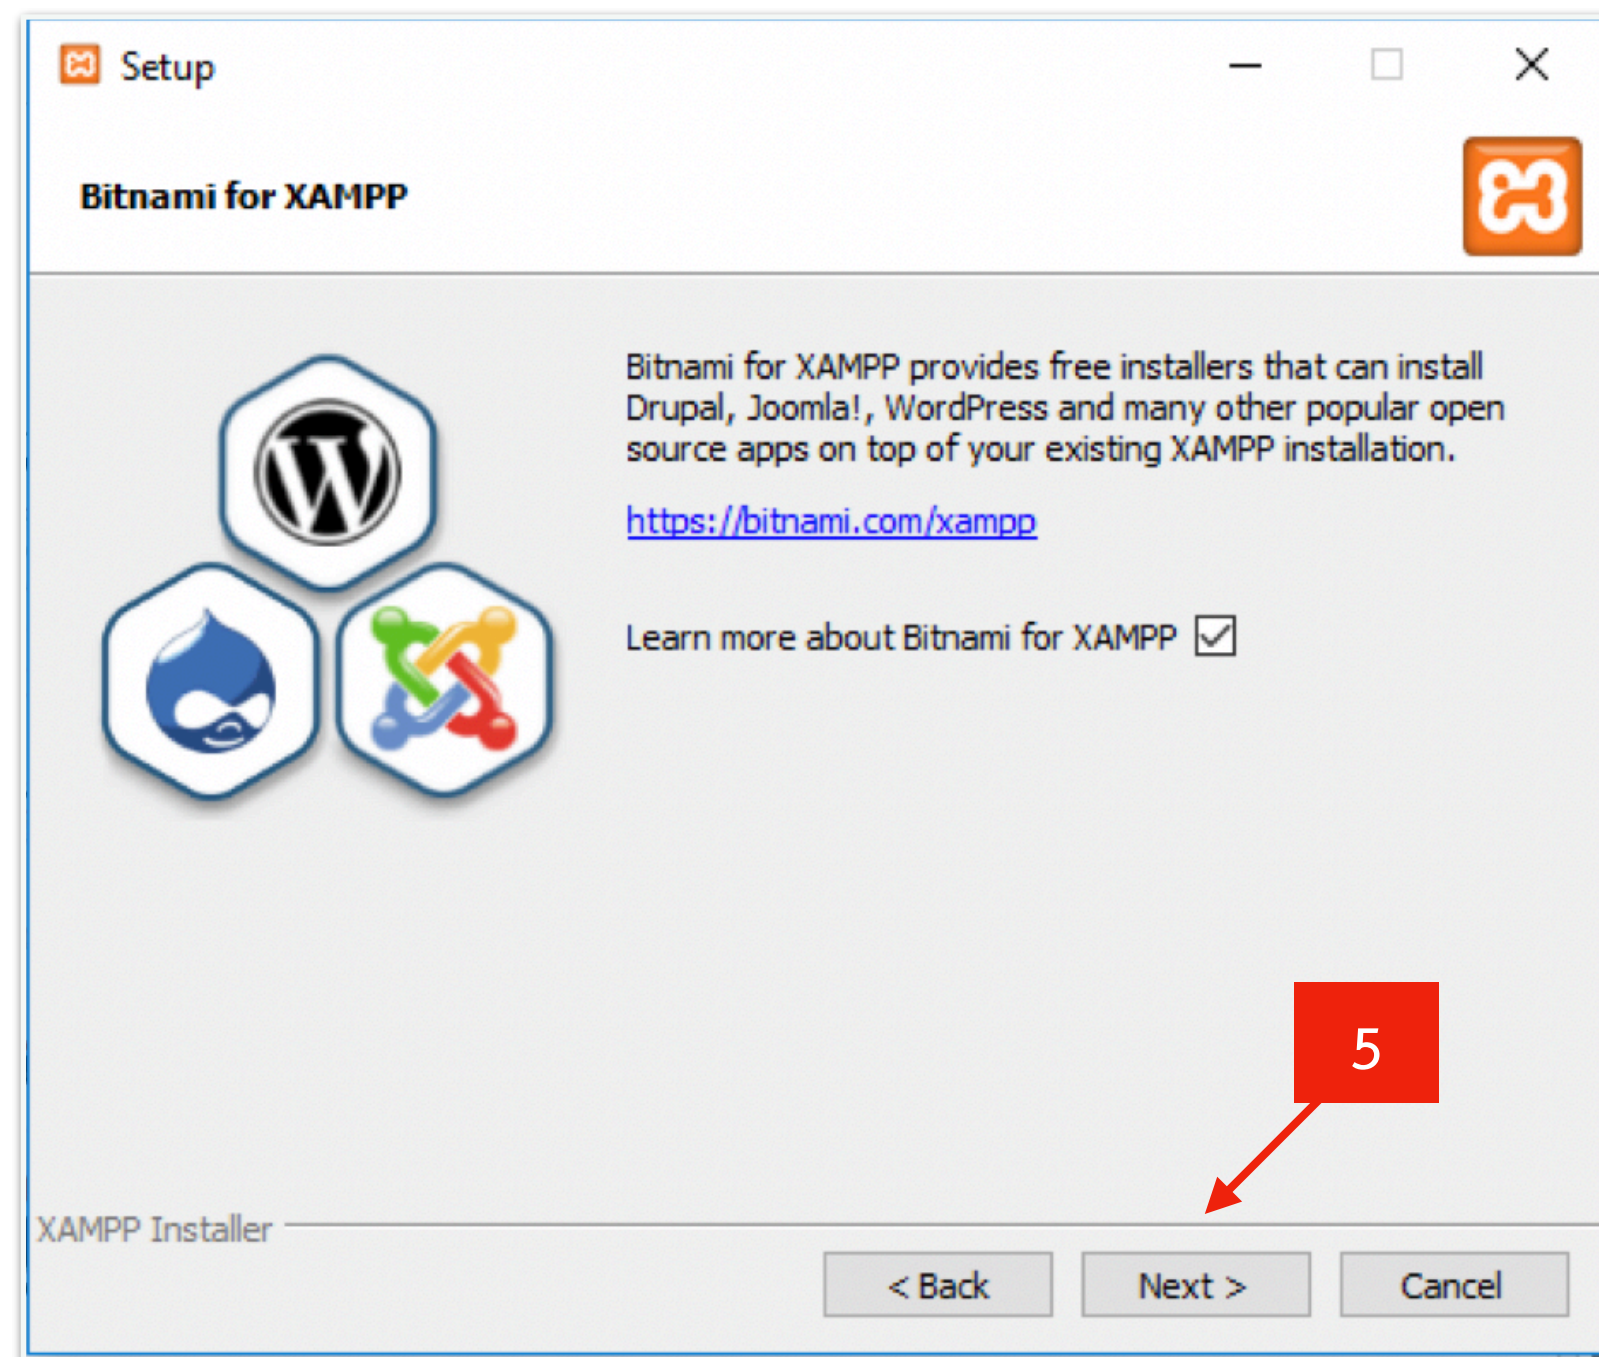 Setup
Bitnami for XAMPP
Bitnami for XAMPP provides free installers that can install
Drupal, Joomla!, WordPress and many other popular open
source apps on top of your existing XAMPP installation.
https://bitnami.com/xampp
Learn more about Bitnami for XAMPP
5
XAMPP Installer
< Back
Next >
Cancel